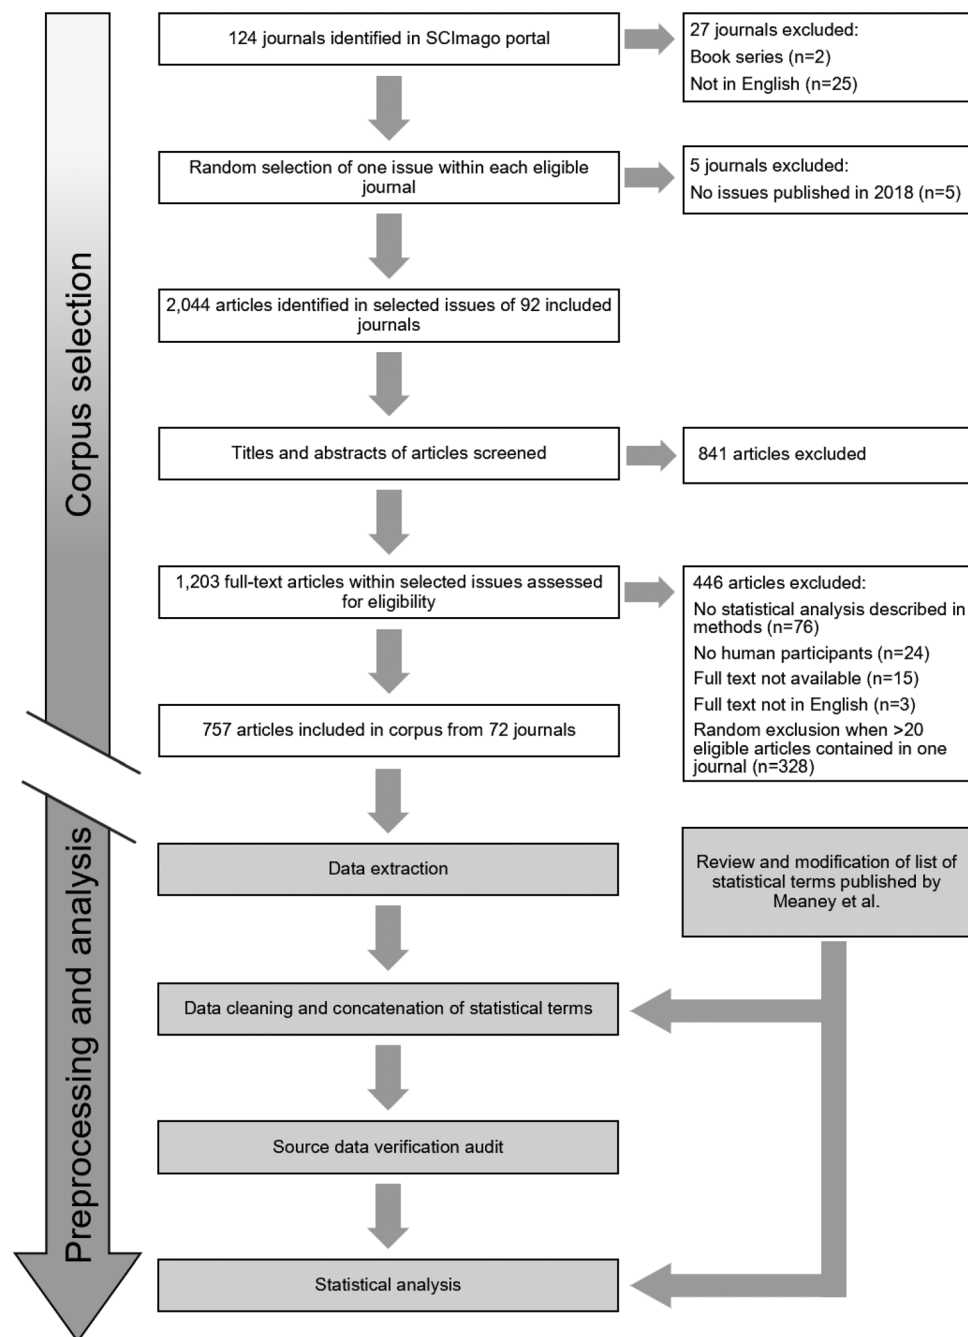 124 journals identified in SCImago portal
27 journals excluded:
Book series (n=2)
Not in English (n=25)
Random selection of one issue within each eligible
journal
5 journals excluded:
No issues published in 2018 (n=5)
2,044 articles identified in selected issues of 92 included
journals
Titles and abstracts of articles screened
841 articles excluded
1,203 full-text articles within selected issues assessed
for eligibility
446 articles excluded:
No statistical analysis described in
methods (n=76)
No human participants (n=24)
Full text not available (n=15)
Full text not in English (n=3)
Random exclusion when >20
eligible articles contained in one
journal (n=328)
757 articles included in corpus from 72 journals
Corpus selection
Data extraction
Review and modification of list of
statistical terms published by
Meaney et al.
Data cleaning and concatenation of statistical terms
Source data verification audit
Statistical analysis
Preprocessing and analysis